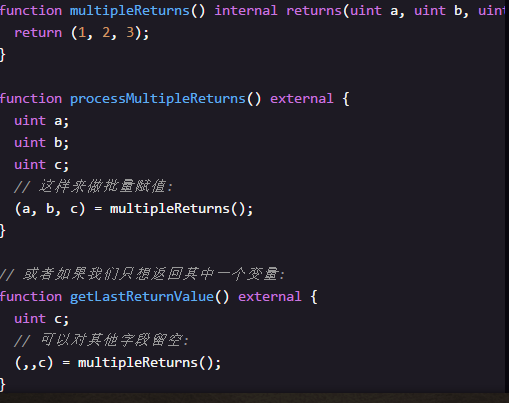 function multipleReturns() internal returns(uint a, uint b, uint
  return (1, 2, 3);
}

function processMultipleReturns() external {
  uint a;
  uint b;
  uint c;
  // 这样来做批量赋值:
  (a, b, c) = multipleReturns();
}

// 或者如果我们只想返回其中一个变量:
function getLastReturnValue() external {
  uint c;
  // 可以对其他字段留空:
  (,,c) = multipleReturns();
}